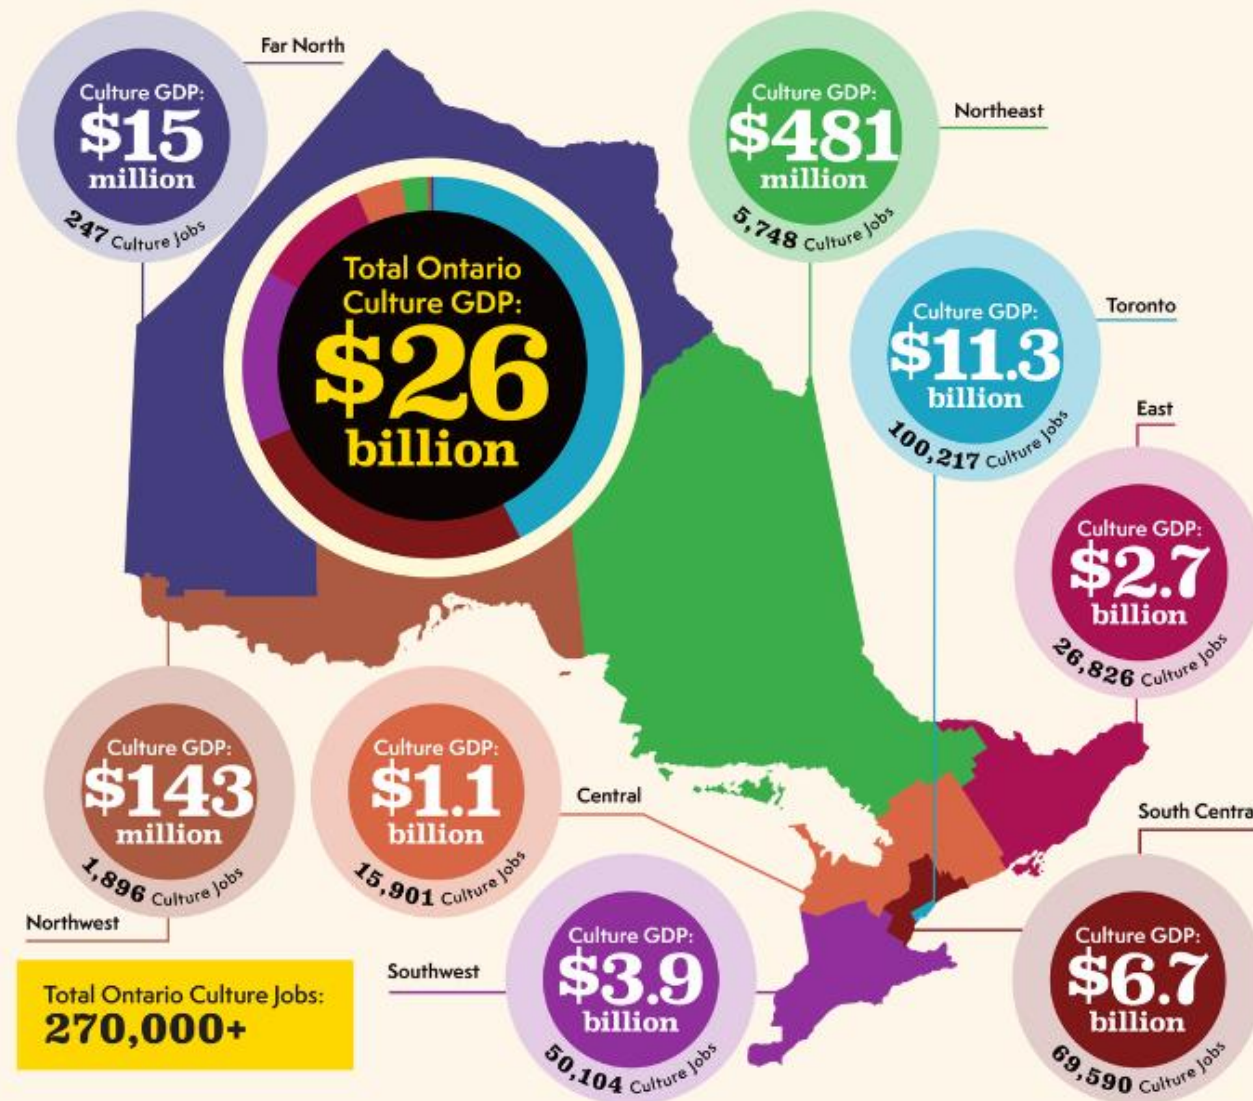 Far North
Culture GDP:
$15
million
247 Culture Jobs
Culture GDP:
$481
million
5,748 Culture Jobs
Northeast
Total Ontario
Culture GDP:
$26
billion
Culture GDP:
$11.3
billion
100,217 Culture Jobs
Toronto
East
Culture GDP:
$2.7
billion
26,826 Culture Jobs
Culture GDP:
$143
million
1,896 Culture Jobs
Northwest
Culture GDP:
$1.1
billion
15,901 Culture Jobs
Central
South Centra
Culture GDP:
$6.7
billion
69,590 Culture Jobs
Southwest
Culture GDP:
$3.9
billion
50,104 Culture Jobs
Total Ontario Culture Jobs:
270,000+